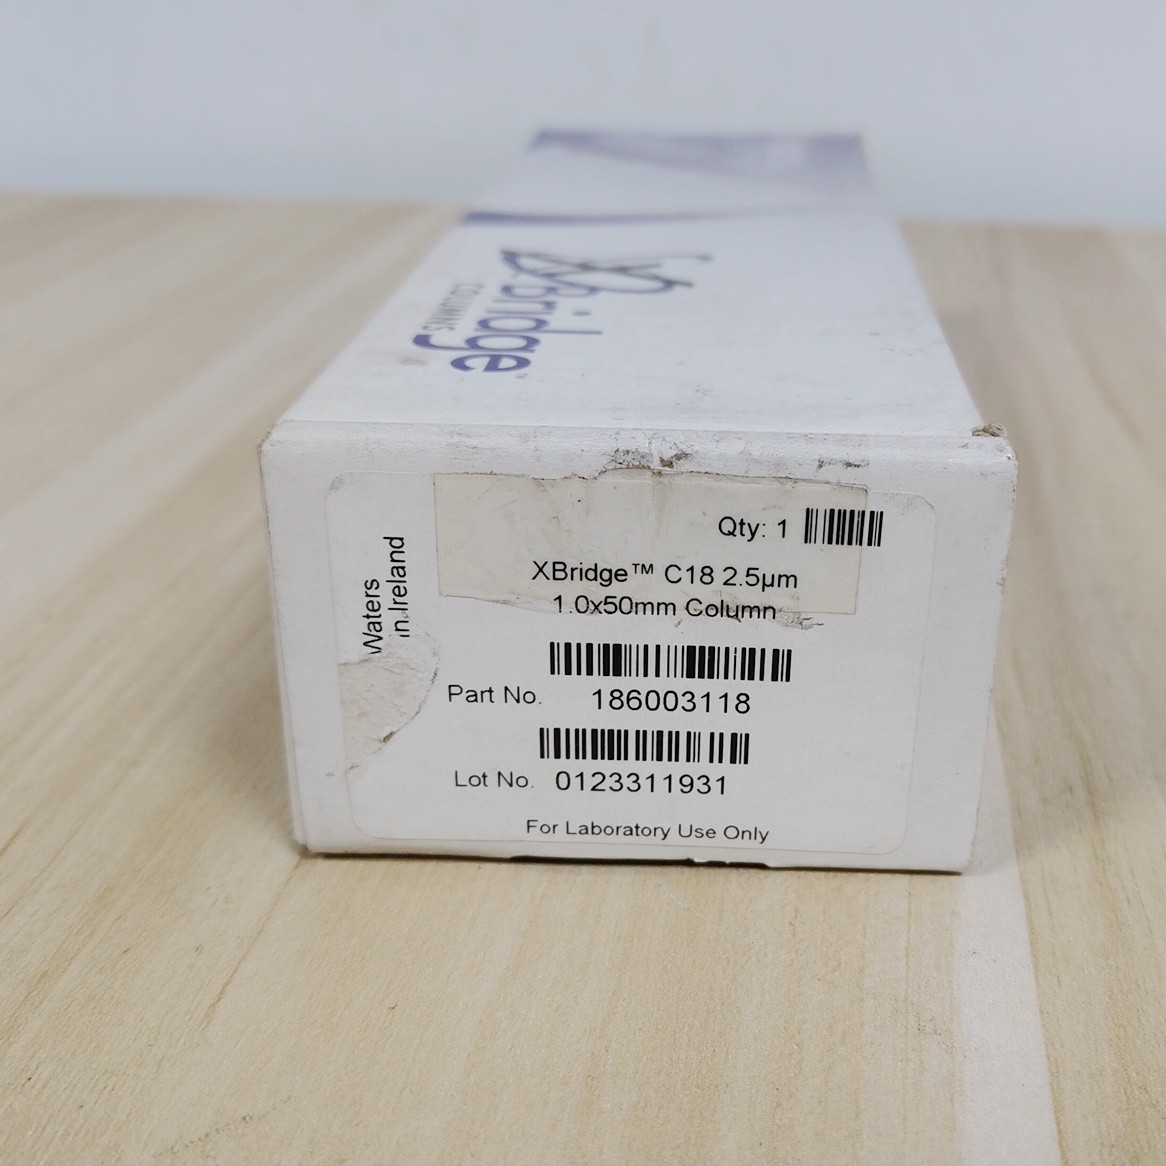 XBridge
COLUMNS
Waters
in Ireland
Qty: 1
XBridge™ C18 2.5µm
1.0x50mm Column
Part No. 186003118
Lot No. 0123311931
For Laboratory Use Only